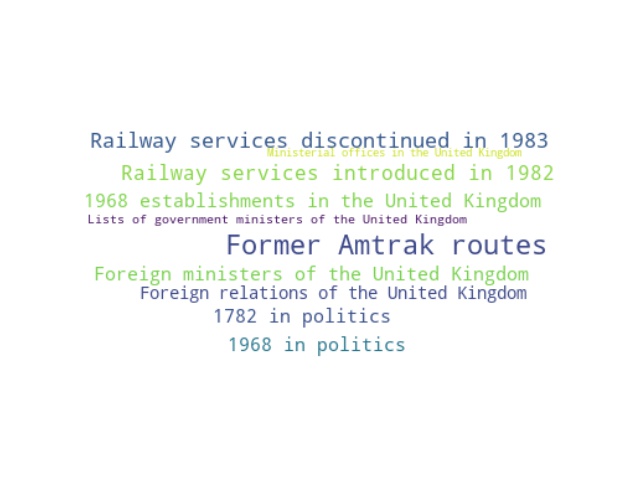 Railway services discontinued in 1983
Ministerial offices in the United Kingdom
Railway services introduced in 1982
1968 establishments in the United Kingdom
Lists of government ministers of the United Kingdom
Former Amtrak routes
Foreign ministers of the United Kingdom
Foreign relations of the United Kingdom
1782 in politics
1968 in politics